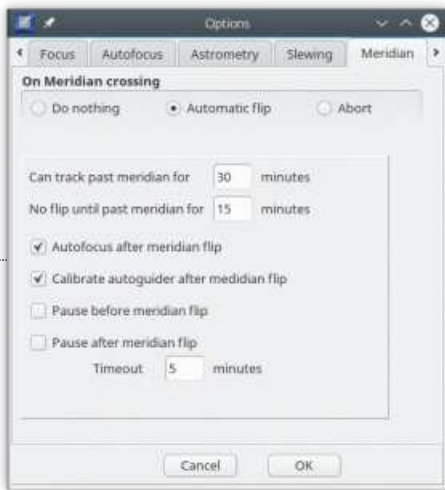 Options
Focus Autofocus Astrometry Slewing Meridian
On Meridian crossing
Do nothing Automatic flip Abort
Can track past meridian for 30 minutes
No flip until past meridian for 15 minutes
Autofocus after meridian flip
Calibrate autoguider after medidian flip
Pause before meridian flip
Pause after meridian flip
Timeout 5 minutes
Cancel OK